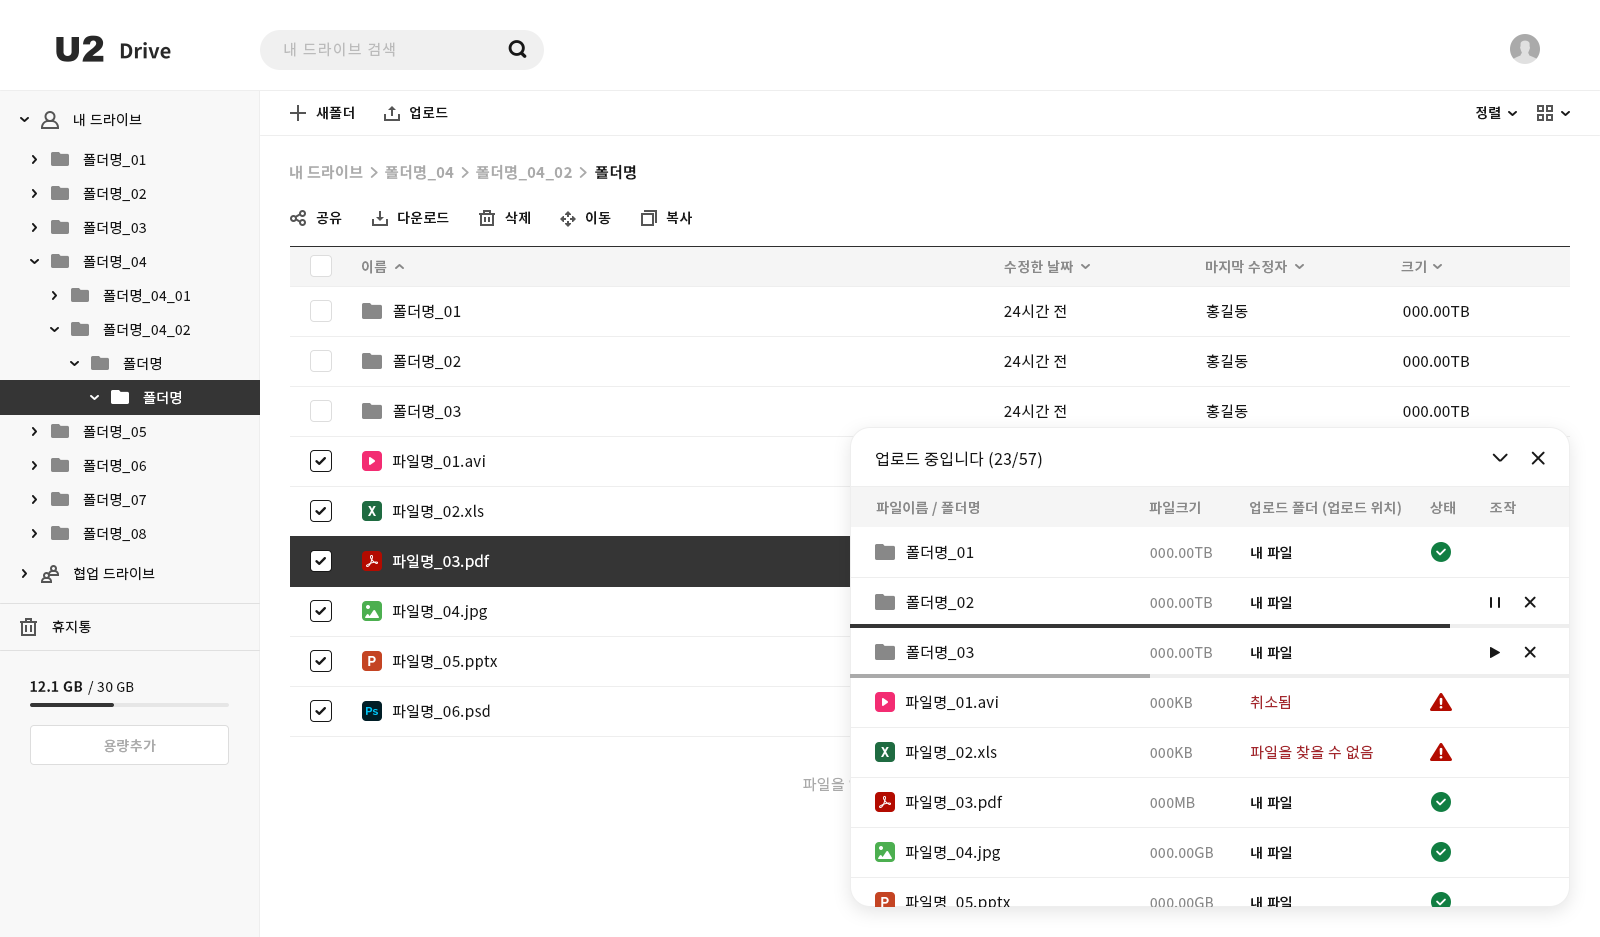 U2 Drive
내 드라이브 검색
내 드라이브
폴더명_01
폴더명_02
폴더명_03
폴더명_04
폴더명_04_01
폴더명_04_02
폴더명
폴더명
폴더명_05
폴더명_06
폴더명_07
폴더명_08
협업 드라이브
휴지통
12.1 GB / 30 GB
용량추가
새폴더 업로드 정렬
내 드라이브 > 폴더명_04 > 폴더명_04_02 > 폴더명
공유 다운로드 삭제 이동 복사
이름 수정한 날짜 마지막 수정자 크기
폴더명_01 24시간 전 홍길동 000.00TB
폴더명_02 24시간 전 홍길동 000.00TB
폴더명_03 24시간 전 홍길동 000.00TB
파일명_01.avi
X 파일명_02.xls
파일명_03.pdf
파일명_04.jpg
P 파일명_05.pptx
Ps 파일명_06.psd
파일을
업로드 중입니다 (23/57)
파일이름 / 폴더명 파일크기 업로드 폴더 (업로드 위치) 상태 조작
폴더명_01 000.00TB 내 파일
폴더명_02 000.00TB 내 파일
폴더명_03 000.00TB 내 파일
파일명_01.avi 000KB 취소됨
X 파일명_02.xls 000KB 파일을 찾을 수 없음
파일명_03.pdf 000MB 내 파일
파일명_04.jpg 000.00GB 내 파일
P 파일명_05.pptx 000.00GB 내 파일